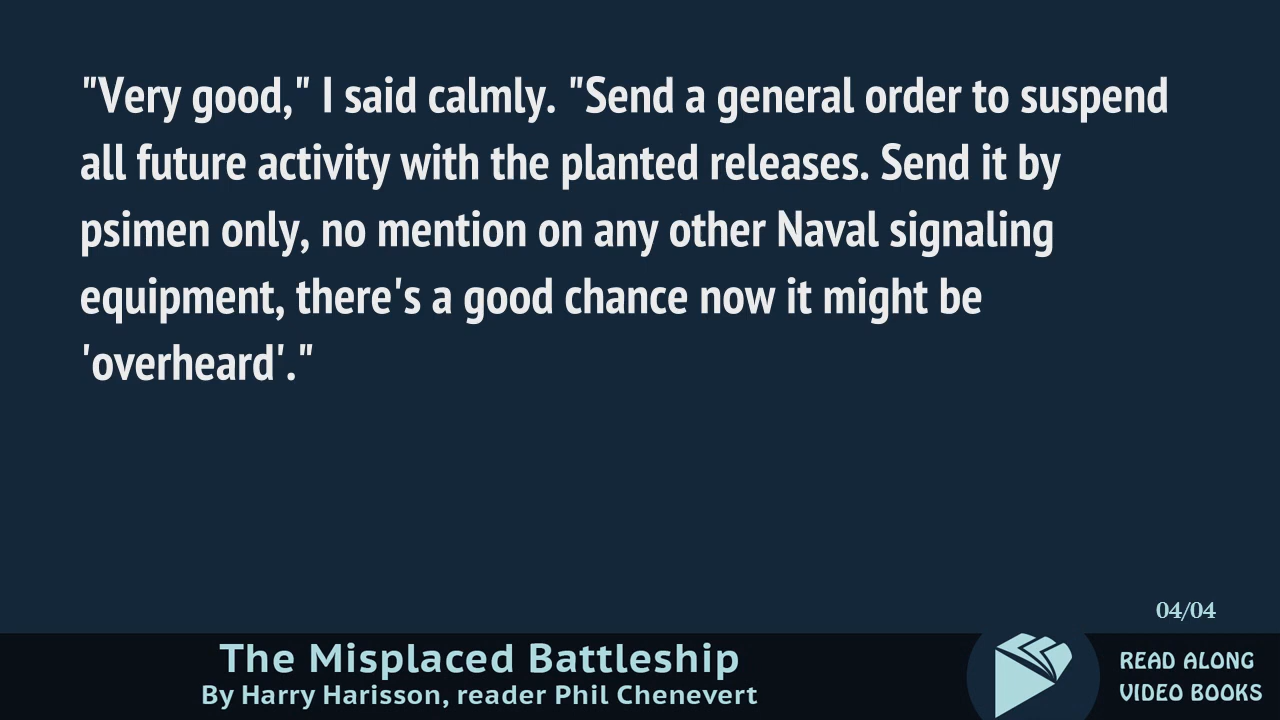 "Very good," I said calmly. "Send a general order to suspend
all future activity with the planted releases. Send it by
psimen only, no mention on any other Naval signaling
equipment, there's a good chance now it might be
'overheard'."
04/04
The Misplaced Battleship
By Harry Harisson, reader Phil Chenevert
READ ALONG
VIDEO BOOKS